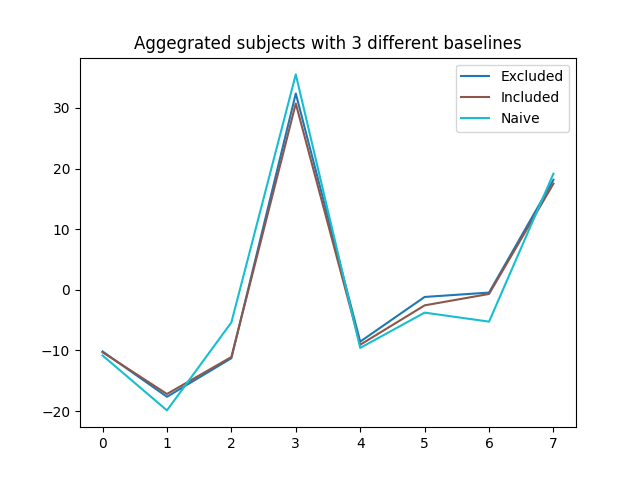 Aggegrated subjects with 3 different baselines
Excluded
Included
Naive
30
20
10
0
−10
−20
0 1 2 3 4 5 6 7